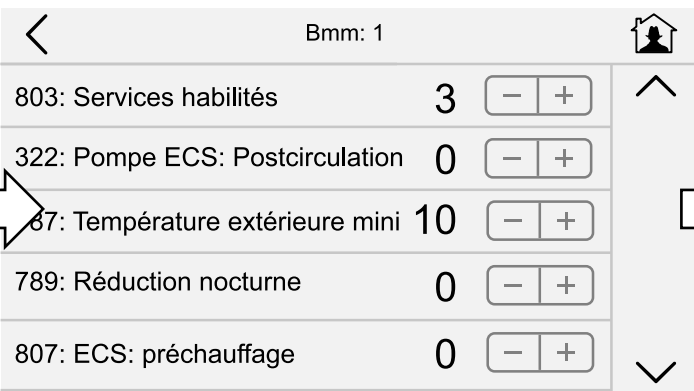 Bmm: 1
803: Services habilités 3 − +
322: Pompe ECS: Postcirculation 0 − +
87: Température extérieure mini 10 − +
789: Réduction nocturne 0 − +
807: ECS: préchauffage 0 − +